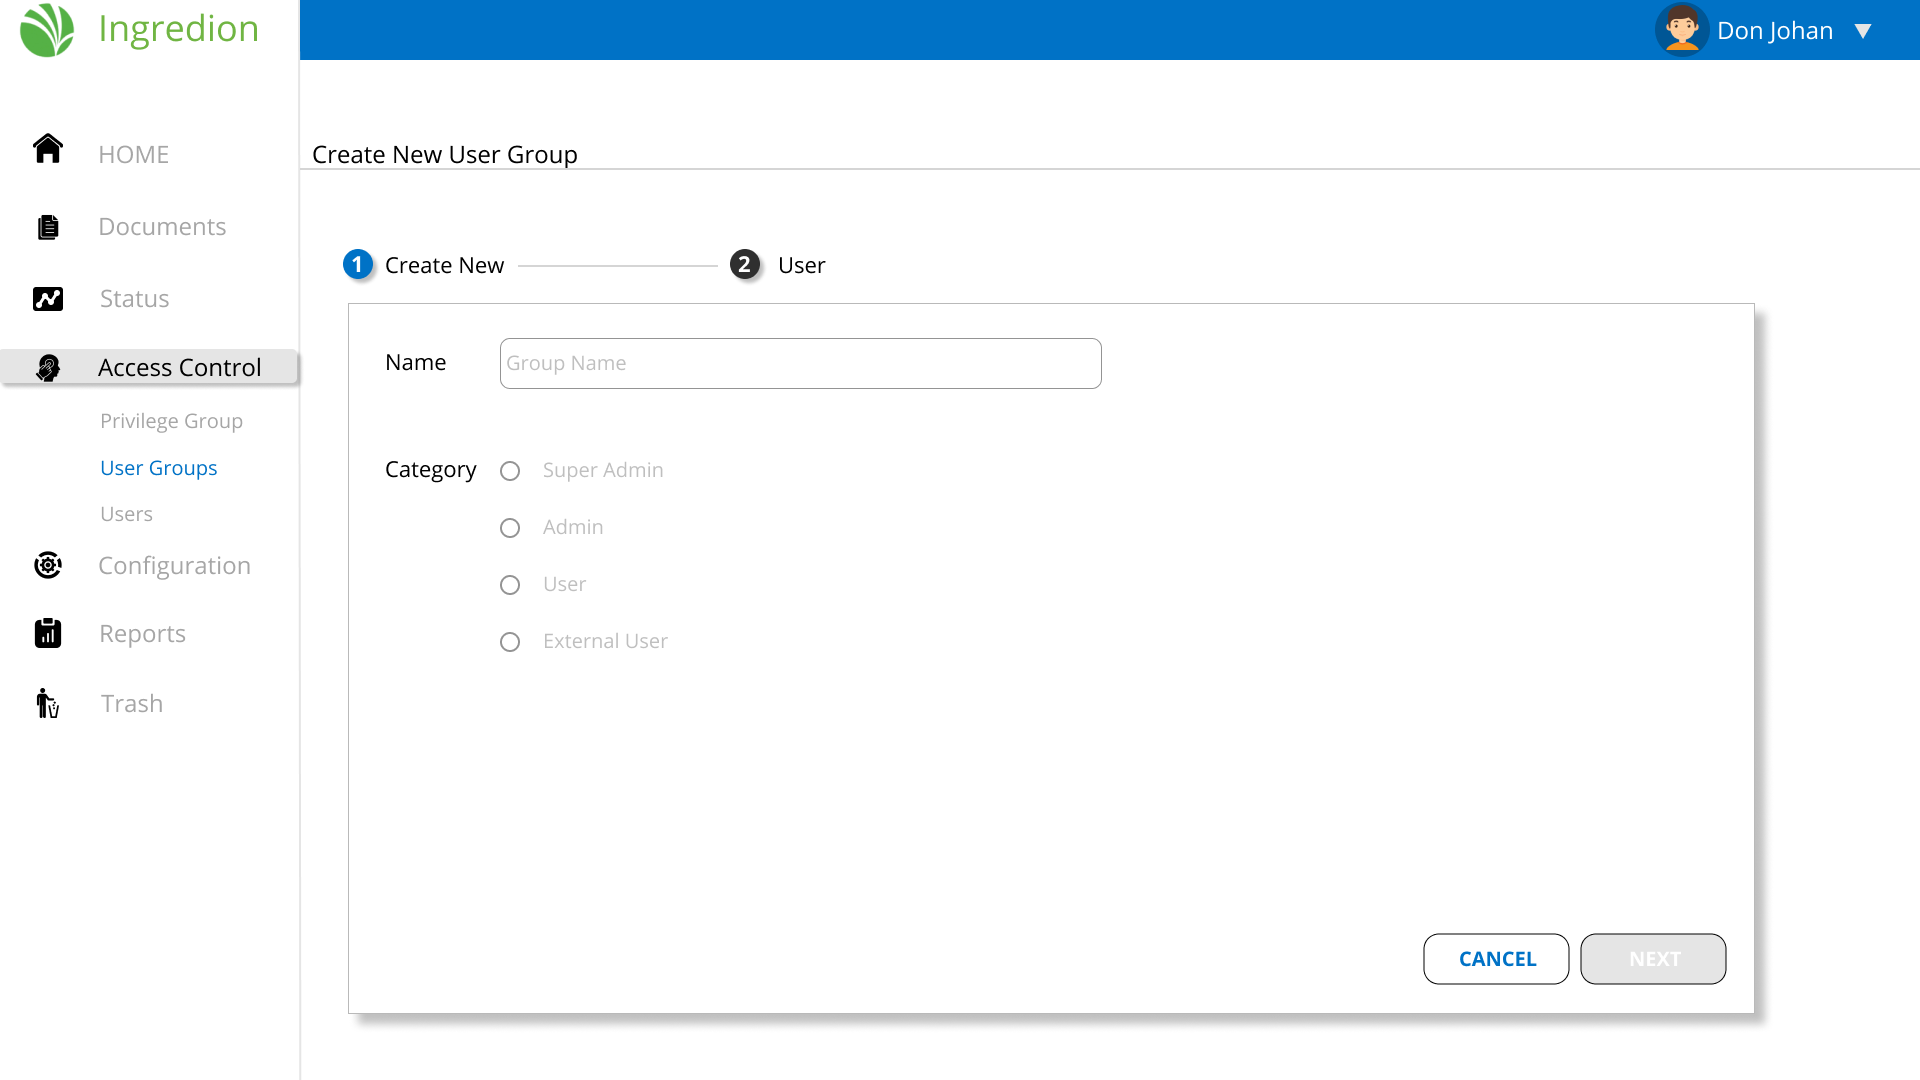 Ingredion
Don Johan
HOME
Documents
Status
Access Control
Privilege Group
User Groups
Users
Configuration
Reports
Trash
Create New User Group
1 Create New
2 User
Name
Group Name
Category
Super Admin
Admin
User
External User
CANCEL
NEXT